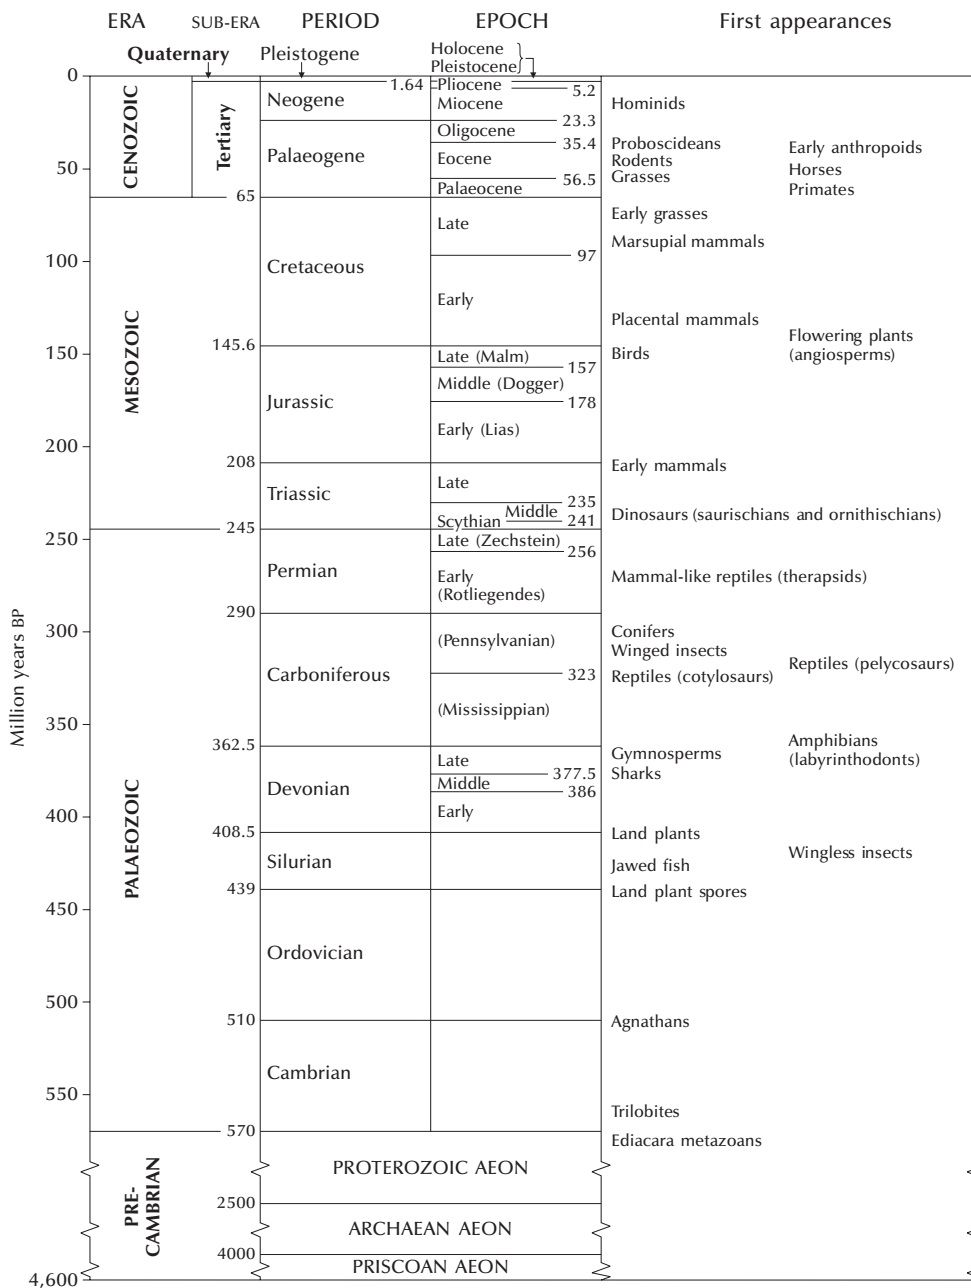 ERA SUB-ERA PERIOD EPOCH First appearances
Quaternary Pleistogene Holocene
Pleistocene
0
1.64 Pliocene
5.2
Neogene Miocene Hominids
23.3
Oligocene
35.4 Proboscideans Early anthropoids
CENOZOIC Tertiary Palaeogene Eocene Rodents
50 Grasses Horses
56.5
Palaeocene Primates
65
Late Early grasses
Marsupial mammals
97
100 Cretaceous
Early
Placental mammals
Flowering plants
145.6
150 Late (Malm) Birds (angiosperms)
157
MESOZOIC Middle (Dogger)
Jurassic 178
Early (Lias)
200
208 Early mammals
Late
Triassic 235
Middle
Scythian 241 Dinosaurs (saurischians and ornithischians)
245
250 Late (Zechstein)
256
Permian Early Mammal-like reptiles (therapsids)
(Rotliegendes)
290
300 Conifers
(Pennsylvanian) Winged insects
Reptiles (pelycosaurs)
Carboniferous 323 Reptiles (cotylosaurs)
Million years BP
350 (Mississippian)
362.5 Amphibians
Late Gymnosperms (labyrinthodonts)
377.5 Sharks
Devonian Middle
386
400 Early
408.5 Land plants
PALAEOZOIC Silurian Jawed fish Wingless insects
439 Land plant spores
450
Ordovician
500
510 Agnathans
Cambrian
550
Trilobites
570
Ediacara metazoans
PROTEROZOIC AEON
PRE-
CAMBRIAN
2500
ARCHAEAN AEON
4000
PRISCOAN AEON
4,600